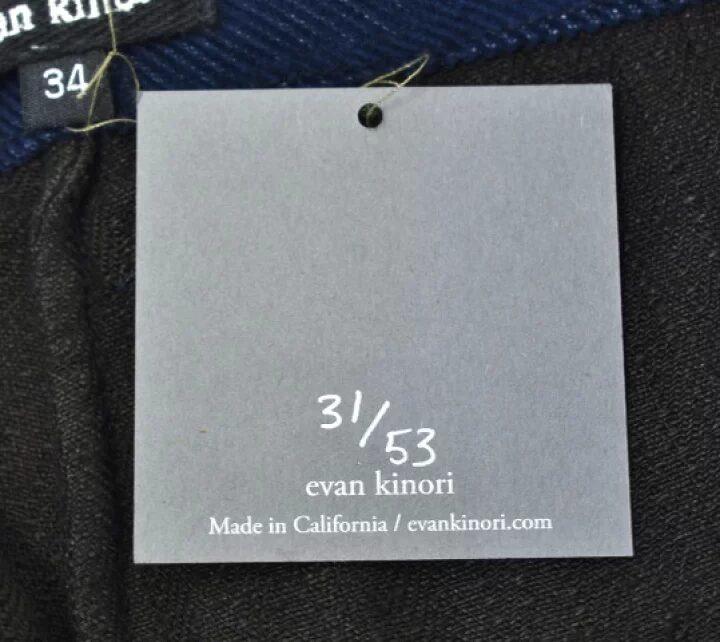 an kino
34
31/53
evan kinori
Made in California / evankinori.com